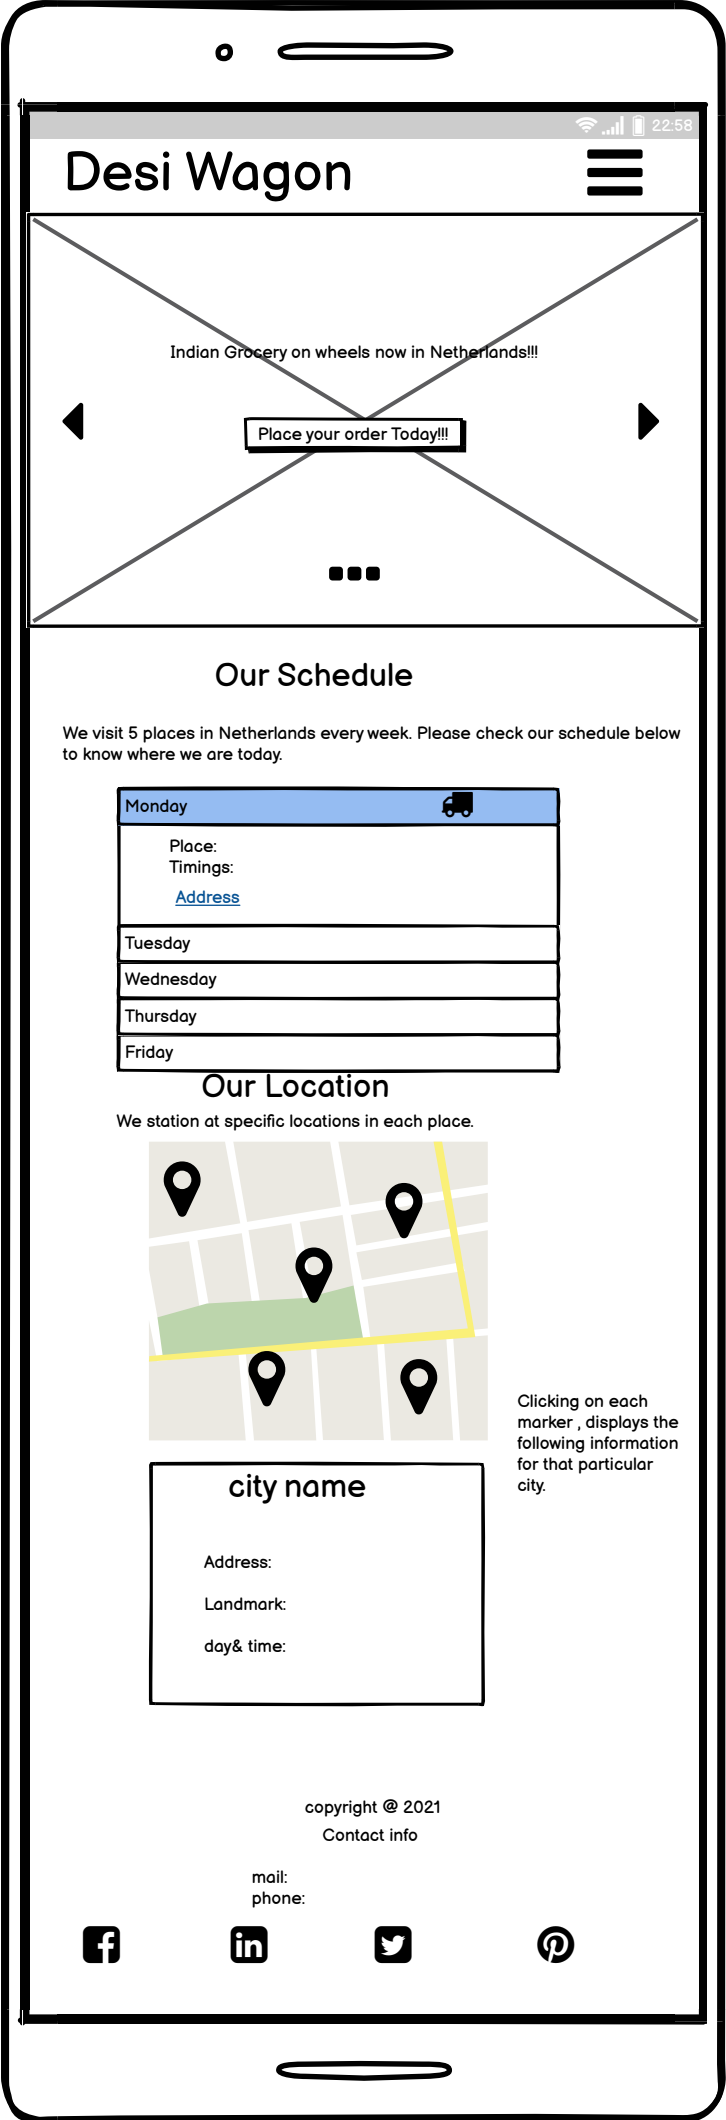 22:58
Desi Wagon
Indian Grocery on wheels now in Netherlands!!!
Place your order Today!!!
Our Schedule
We visit 5 places in Netherlands every week. Please check our schedule below
to know where we are today.
Monday
Place:
Timings:
Address
Tuesday
Wednesday
Thursday
Friday
Our Location
We station at specific locations in each place.
Clicking on each
marker , displays the
following information
for that particular
city.
city name
Address:
Landmark:
day& time:
copyright @ 2021
Contact info
mail:
phone: